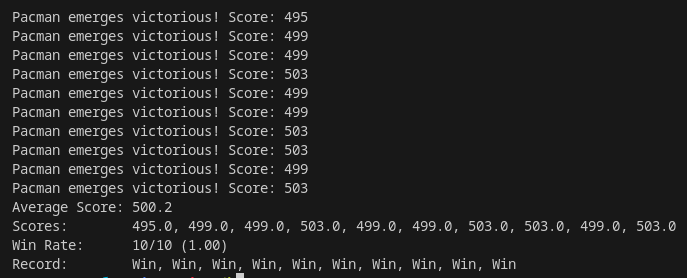 Pacman emerges victorious! Score: 495
Pacman emerges victorious! Score: 499
Pacman emerges victorious! Score: 499
Pacman emerges victorious! Score: 503
Pacman emerges victorious! Score: 499
Pacman emerges victorious! Score: 499
Pacman emerges victorious! Score: 503
Pacman emerges victorious! Score: 503
Pacman emerges victorious! Score: 499
Pacman emerges victorious! Score: 503
Average Score: 500.2
Scores:        495.0, 499.0, 499.0, 503.0, 499.0, 499.0, 503.0, 503.0, 499.0, 503.0
Win Rate:      10/10 (1.00)
Record:        Win, Win, Win, Win, Win, Win, Win, Win, Win, Win